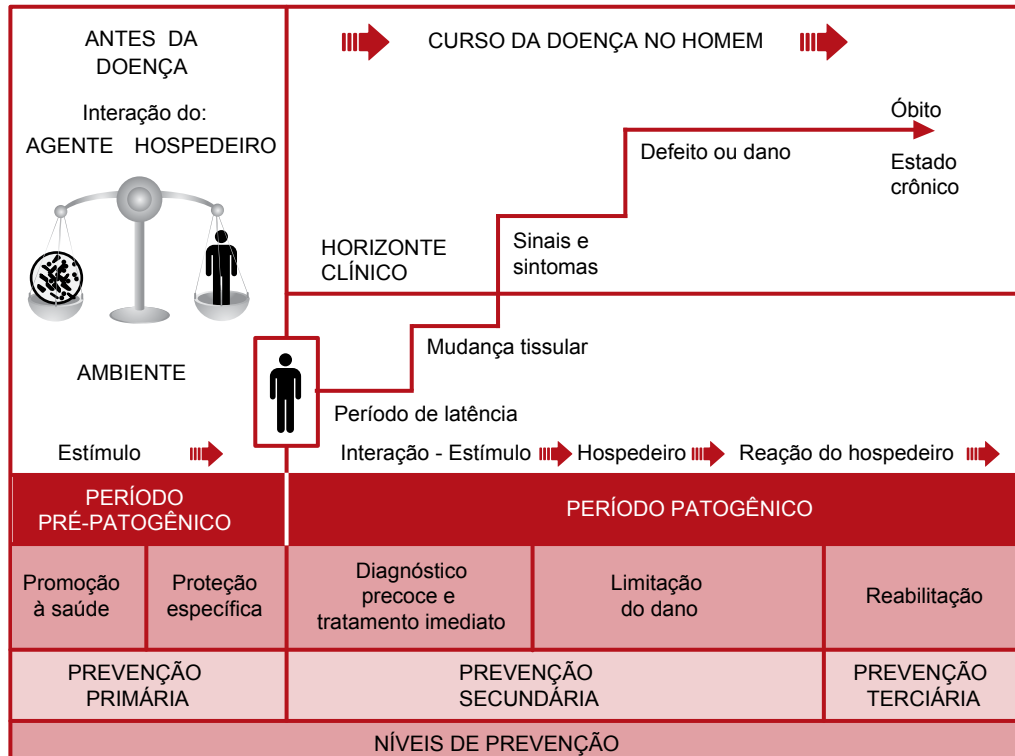 ANTES DA
DOENÇA
Interação do:
AGENTE HOSPEDEIRO
AMBIENTE
Estímulo
CURSO DA DOENÇA NO HOMEM
Óbito
Defeito ou dano
Estado
crônico
Sinais e
sintomas
HORIZONTE
CLÍNICO
Mudança tissular
Período de latência
Interação - Estímulo Hospedeiro Reação do hospedeiro
PERÍODO
PRÉ-PATOGÊNICO
PERÍODO PATOGÊNICO
Promoção
à saúde
Proteção
específica
Diagnóstico
precoce e
tratamento imediato
Limitação
do dano
Reabilitação
PREVENÇÃO
PRIMÁRIA
PREVENÇÃO
SECUNDÁRIA
PREVENÇÃO
TERCIÁRIA
NÍVEIS DE PREVENÇÃO